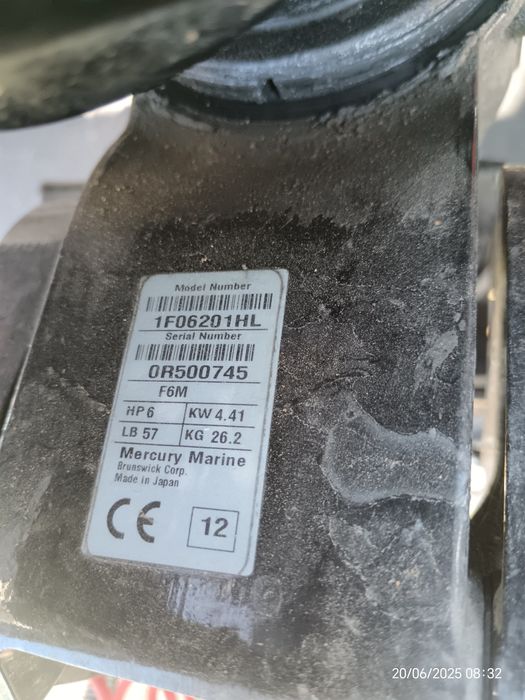 Model Number
1F06201HL
Serial Number
0R500745
F6M
HP 6 KW 4.41
LB 57 KG 26.2
Mercury Marine
Brunswick Corp.
Made in Japan
CE 12
20/06/2025 08:32